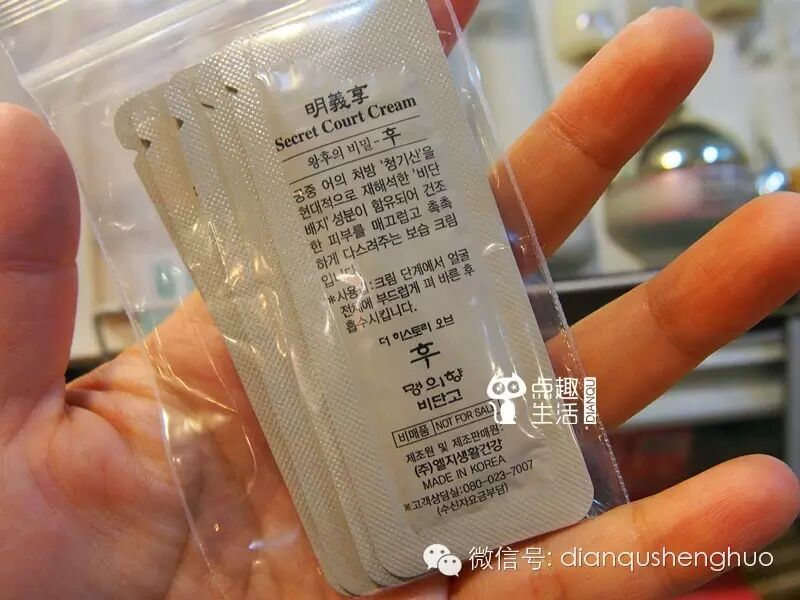 明義享
Secret Court Cream
왕후의 비밀 - 후
궁중 어의 처방 '청기산'을
현대적으로 재해석한 '비단
배지' 성분이 함유되어 건조
한 피부를 매끄럽고 촉촉
하게 다스려주는 보습 크림
입니다.
*사용법:크림 단계에서 얼굴
전체에 부드럽게 펴 바른 후
흡수시킵니다.
더 히스토리 오브
후
명의향
비단고
비매품 NOT FOR SALE
제조원 및 제조판매원:
(주)엘지생활건강
MADE IN KOREA
*고객상담실:080-023-7007
(수신자요금부담)
点趣
生活
DIANQU
微信号: dianqushenghuo